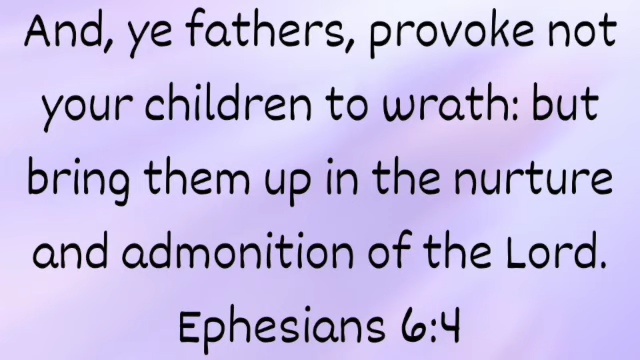 And, ye fathers, provoke not
your children to wrath: but
bring them up in the nurture
and admonition of the Lord.
Ephesians 6:4